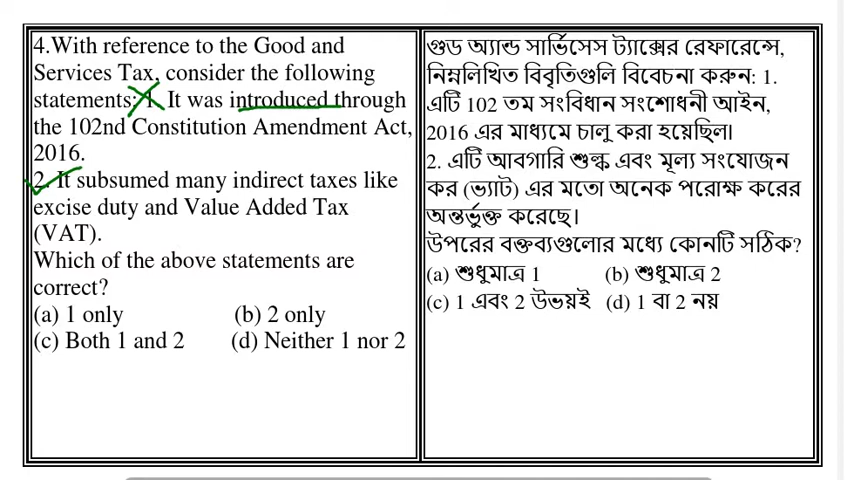 4.With reference to the Good and
Services Tax, consider the following
statements: 1. It was introduced through
the 102nd Constitution Amendment Act,
2016.
2. It subsumed many indirect taxes like
excise duty and Value Added Tax
(VAT).
Which of the above statements are
correct?
(a) 1 only (b) 2 only
(c) Both 1 and 2 (d) Neither 1 nor 2
গুড অ্যান্ড সার্ভিসেস ট্যাক্সের রেফারেন্সে,
নিম্নলিখিত বিবৃতিগুলি বিবেচনা করুন: 1.
এটি 102 তম সংবিধান সংশোধনী আইন,
2016 এর মাধ্যমে চালু করা হয়েছিল।
2. এটি আবগারি শুল্ক এবং মূল্য সংযোজন
কর (ভ্যাট) এর মতো অনেক পরোক্ষ করের
অন্তর্ভুক্ত করেছে।
উপরের বক্তব্যগুলোর মধ্যে কোনটি সঠিক?
(a) শুধুমাত্র 1 (b) শুধুমাত্র 2
(c) 1 এবং 2 উভয়ই (d) 1 বা 2 নয়